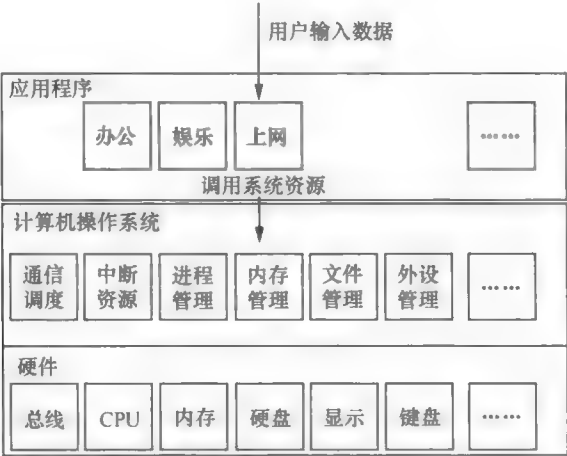 用户输入数据
应用程序
办公 娱乐 上网 ……
调用系统资源
计算机操作系统
通信 中断 进程 内存 文件 外设 ……
调度 资源 管理 管理 管理 管理
硬件
总线 CPU 内存 硬盘 显示 键盘 ……